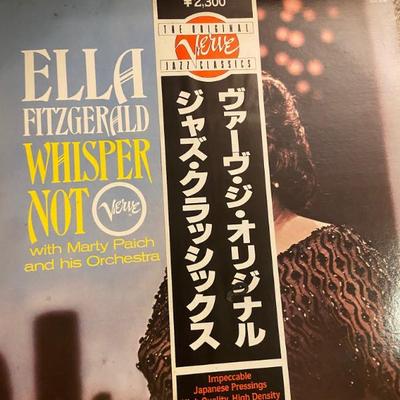 ELLA
FITZGERALD
WHISPER
NOT
Verve
with Marty Paich
and his Orchestra
¥2,300
THE ORIGINAL
Verve
JAZZ CLASSICS
ヴァーヴ・ジ・オリジナル
ジャズ・クラッシックス
Impeccable
Japanese Pressings
High Quality, High Density